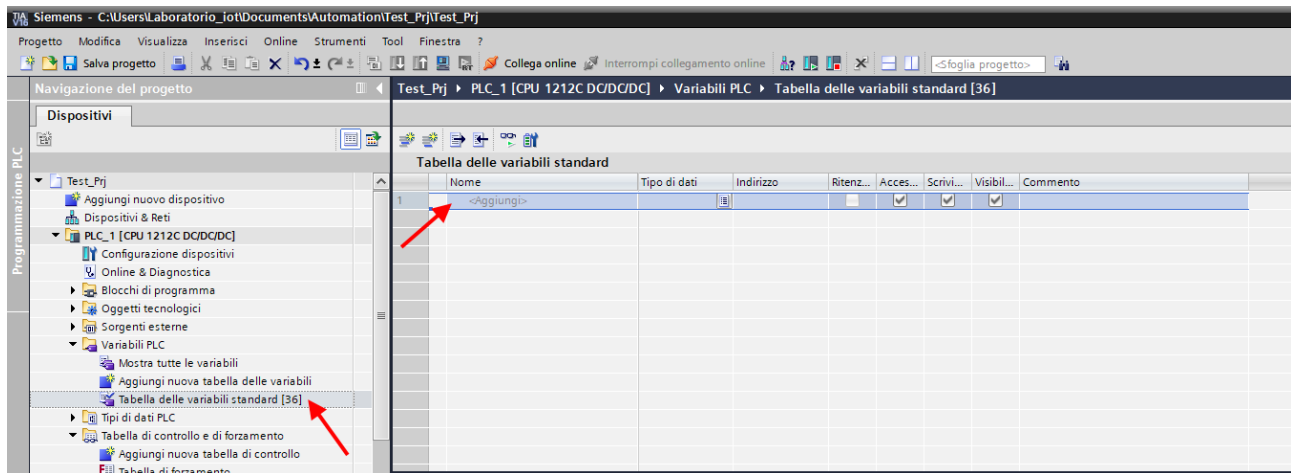 Siemens - C:\Users\Laboratorio_iot\Documents\Automation\Test_Prj\Test_Prj
Progetto Modifica Visualizza Inserisci Online Strumenti Tool Finestra ?
Salva progetto Collega online Interrompi collegamento online <Sfoglia progetto>
Navigazione del progetto
Test_Prj PLC_1 [CPU 1212C DC/DC/DC] Variabili PLC Tabella delle variabili standard [36]
Dispositivi
Programmazione PLC
Tabella delle variabili standard
Nome Tipo di dati Indirizzo Ritenz... Acces... Scrivi... Visibil... Commento
1 <Aggiungi>
Test_Prj
Aggiungi nuovo dispositivo
Dispositivi & Reti
PLC_1 [CPU 1212C DC/DC/DC]
Configurazione dispositivi
Online & Diagnostica
Blocchi di programma
Oggetti tecnologici
Sorgenti esterne
Variabili PLC
Mostra tutte le variabili
Aggiungi nuova tabella delle variabili
Tabella delle variabili standard [36]
Tipi di dati PLC
Tabella di controllo e di forzamento
Aggiungi nuova tabella di controllo
Tabella di forzamento